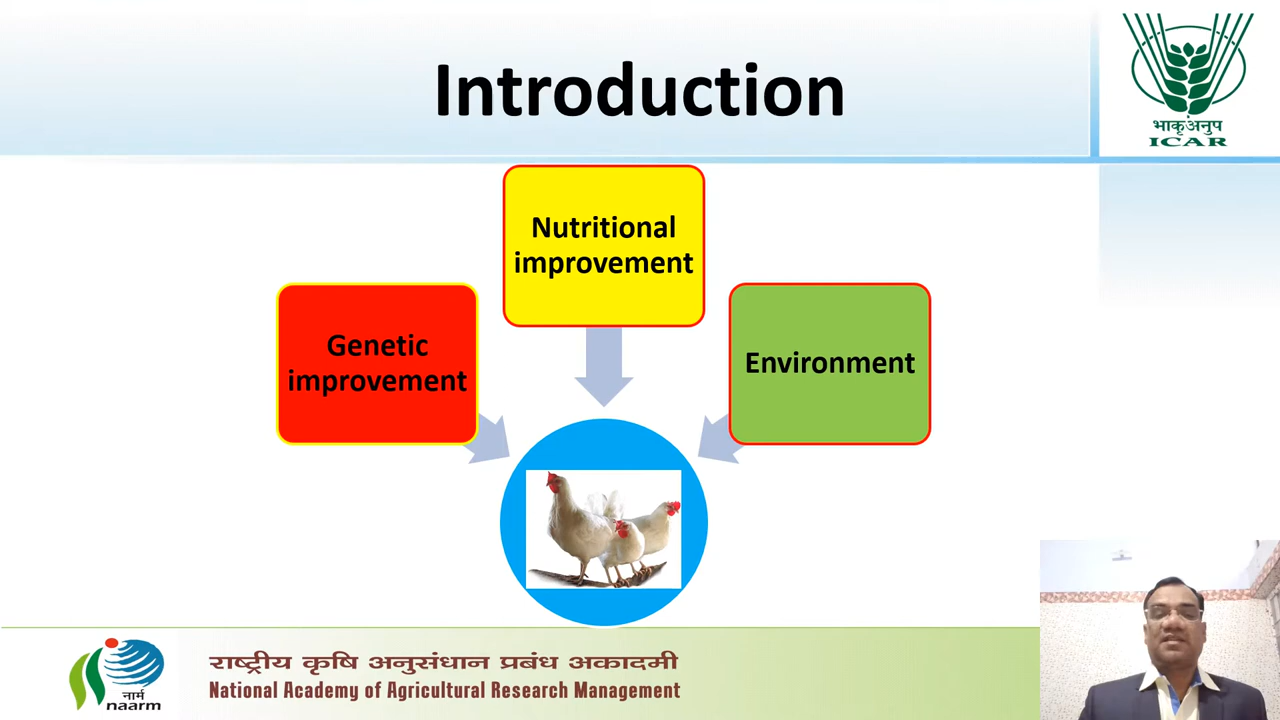 Introduction
भाकृअनुप
ICAR
Nutritional
improvement
Genetic
improvement
Environment
राष्ट्रीय कृषि अनुसंधान प्रबंध अकादमी
National Academy of Agricultural Research Management
नार्म
naarm